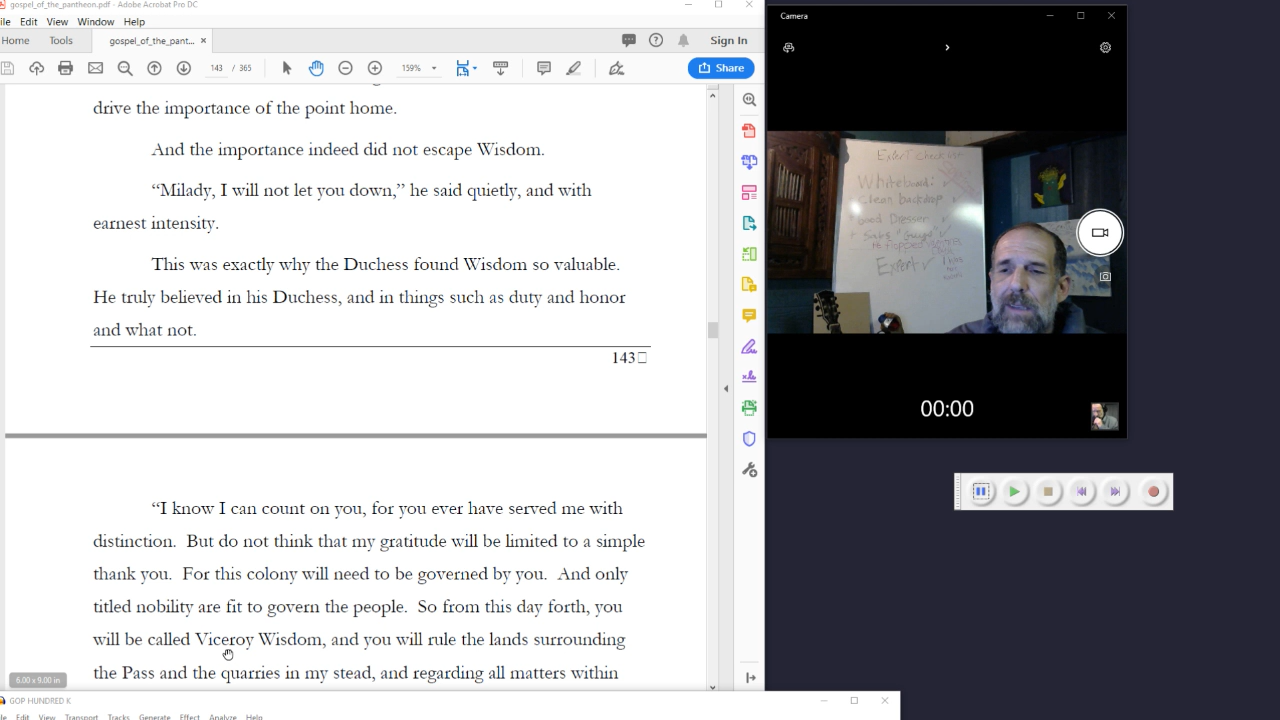 gospel_of_the_pantheon.pdf - Adobe Acrobat Pro DC
ile Edit View Window Help
Home Tools gospel_of_the_pant... × Sign In
143 / 365 159% Share
drive the importance of the point home.
And the importance indeed did not escape Wisdom.
“Milady, I will not let you down,” he said quietly, and with
earnest intensity.
This was exactly why the Duchess found Wisdom so valuable.
He truly believed in his Duchess, and in things such as duty and honor
and what not.
143
“I know I can count on you, for you ever have served me with
distinction. But do not think that my gratitude will be limited to a simple
thank you. For this colony will need to be governed by you. And only
titled nobility are fit to govern the people. So from this day forth, you
will be called Viceroy Wisdom, and you will rule the lands surrounding
the Pass and the quarries in my stead, and regarding all matters within
6.00 x 9.00 in
GOP HUNDRED K
le Edit View Transport Tracks Generate Effect Analyze Help
Camera
Expert check list
Whiteboard: ✓
clean backdrop ✓
Good Dresser ✓
Expert ✓
00:00